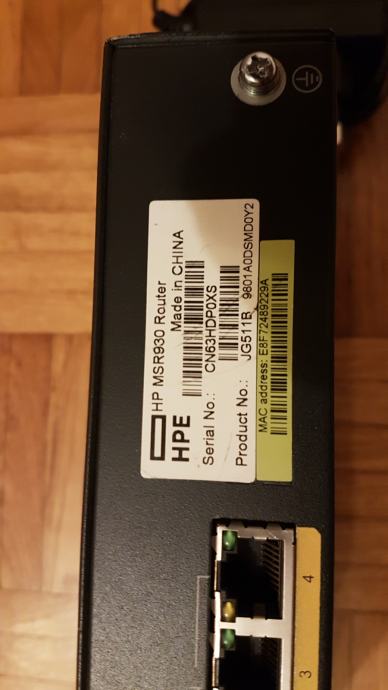 HP MSR930 Router
HPE
Made in CHINA
Serial No.: CN63HDP0XS
Product No.: JG511B 9801A0DSMD0Y2
MAC address: E8F72489229A
4
3